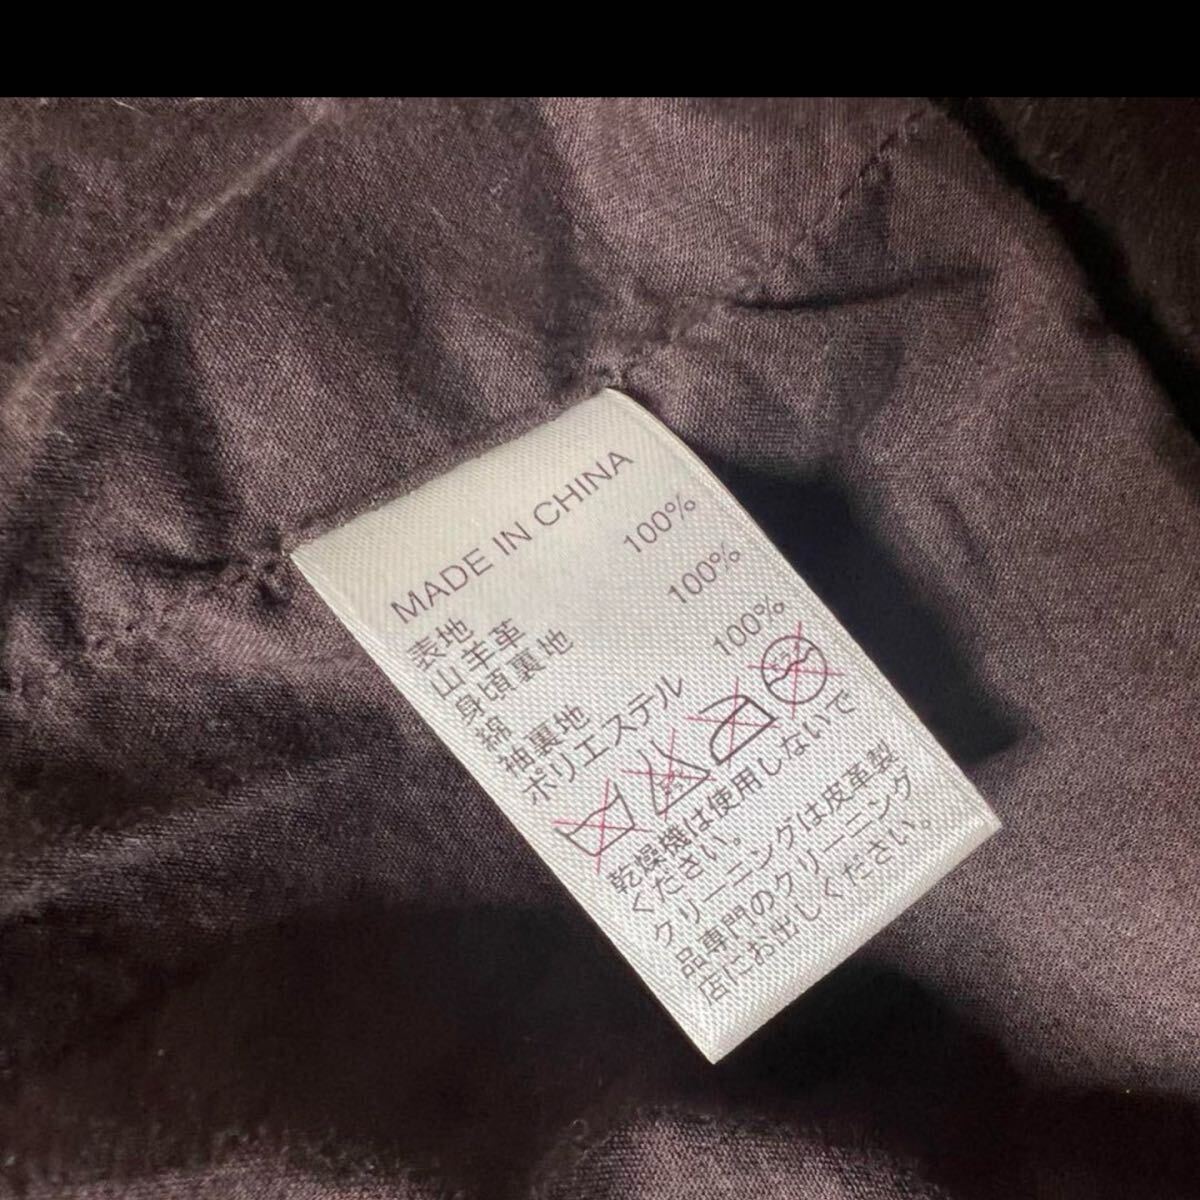 MADE IN CHINA
表地
山羊革 100%
身頃裏地
綿 100%
袖裏地
ポリエステル 100%
乾燥機は使用しないで
ください。
クリーニングは皮革製
品専門のクリーニング
店にお出しください。